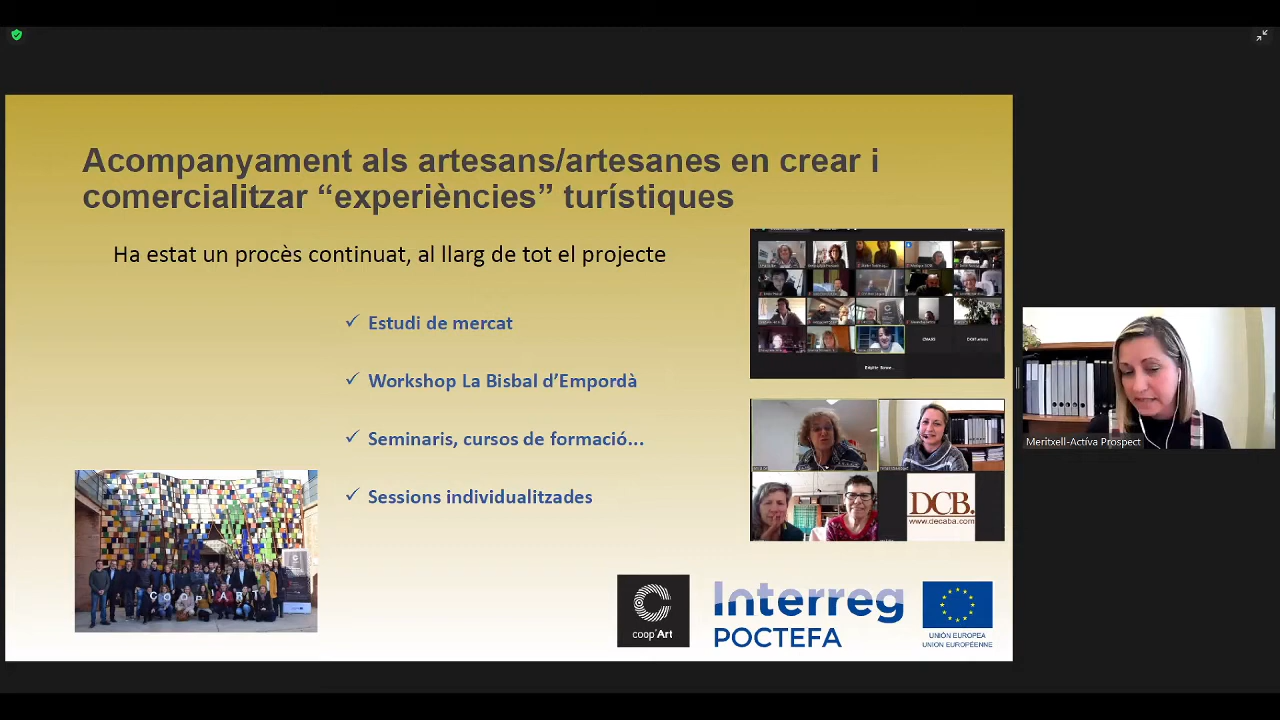 Acompanyament als artesans/artesanes en crear i
comercialitzar “experiències” turístiques
Ha estat un procès continuat, al llarg de tot el projecte
✓ Estudi de mercat
✓ Workshop La Bisbal d’Empordà
✓ Seminaris, cursos de formació...
✓ Sessions individualitzades
DCB.
www.decaba.com
COOP'ART
coop'Art
Interreg
POCTEFA
UNIÓN EUROPEA
UNION EUROPÉENNE
Meritxell-Activa Prospect